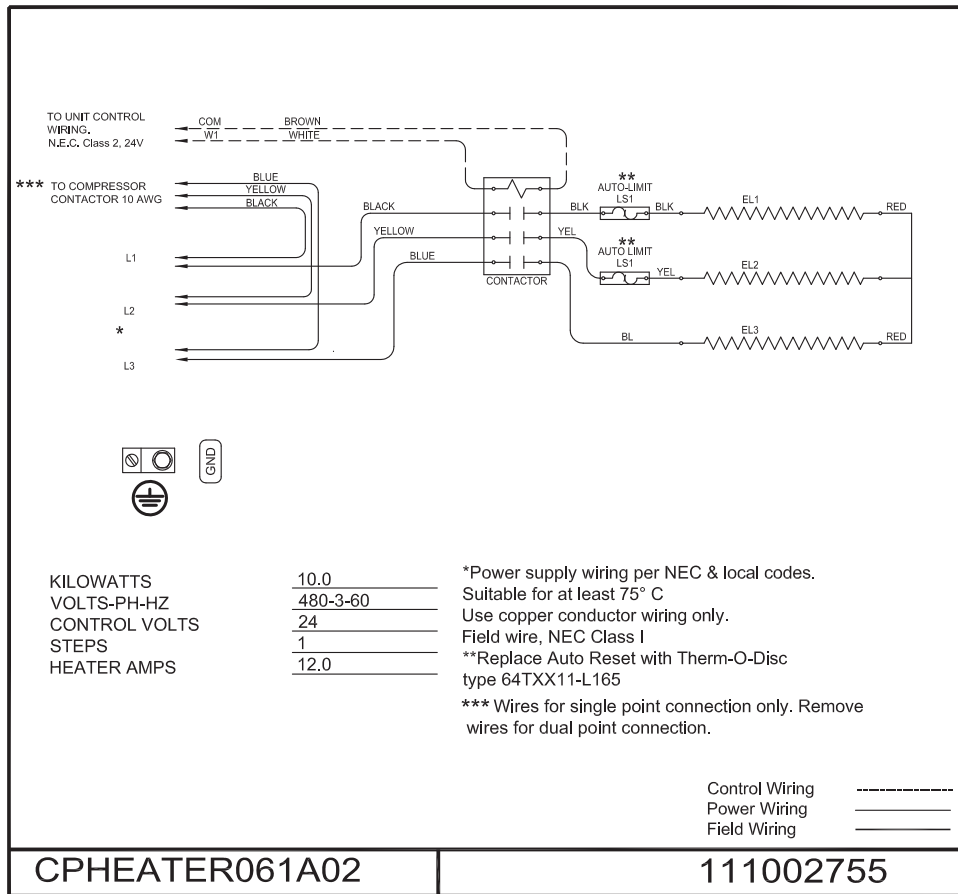 TO UNIT CONTROL
WIRING.
N.E.C. Class 2, 24V
COM BROWN
W1 WHITE
*** TO COMPRESSOR
CONTACTOR 10 AWG
BLUE
YELLOW
BLACK
L1
L2
*
L3
BLACK
YELLOW
BLUE
CONTACTOR
BLK
**
AUTO-LIMIT
LS1
BLK
EL1
RED
YEL
**
AUTO LIMIT
LS1
YEL
EL2
BL
EL3
RED
GND
KILOWATTS 10.0
VOLTS-PH-HZ 480-3-60
CONTROL VOLTS 24
STEPS 1
HEATER AMPS 12.0
*Power supply wiring per NEC & local codes.
Suitable for at least 75° C
Use copper conductor wiring only.
Field wire, NEC Class I
**Replace Auto Reset with Therm-O-Disc
type 64TXX11-L165
*** Wires for single point connection only. Remove
wires for dual point connection.
Control Wiring
Power Wiring
Field Wiring
CPHEATER061A02
111002755